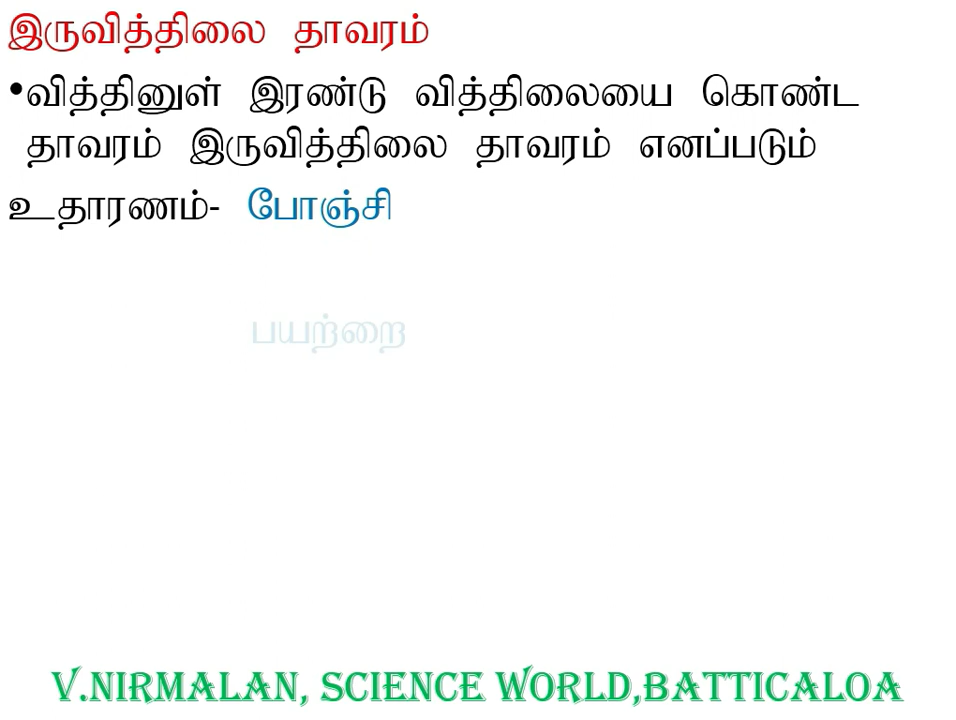 இருவித்திலை தாவரம்
•வித்தினுள் இரண்டு வித்திலையை கொண்ட
தாவரம் இருவித்திலை தாவரம் எனப்படும்
உதாரணம்- போஞ்சி
பயற்றை
V.NIRMALAN, SCIENCE WORLD,BATTICALOA